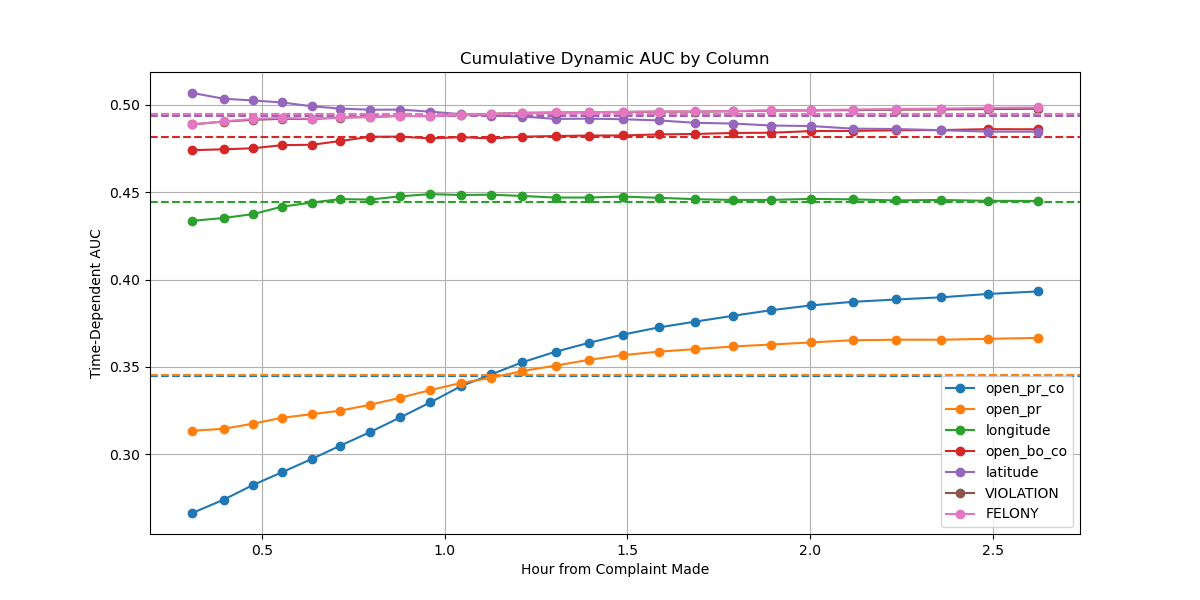 Cumulative Dynamic AUC by Column
Time-Dependent AUC
0.50
0.45
0.40
0.35
0.30
0.5
1.0
1.5
2.0
2.5
Hour from Complaint Made
open_pr_co
open_pr
longitude
open_bo_co
latitude
VIOLATION
FELONY